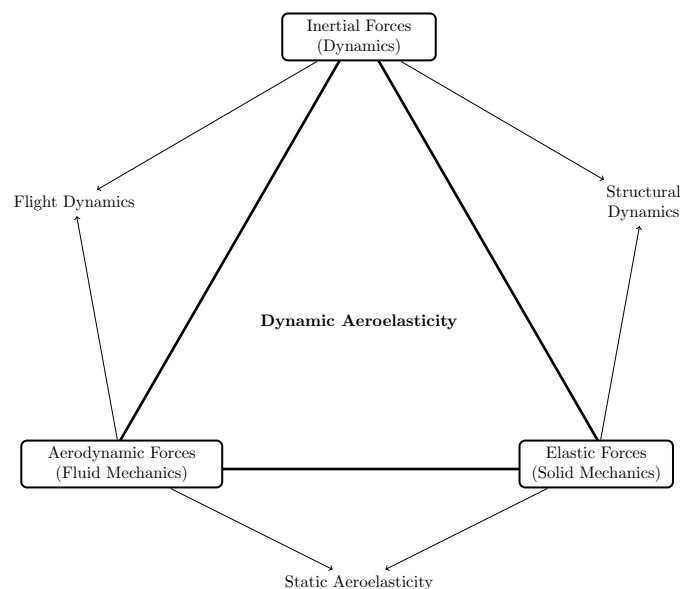 Inertial Forces
(Dynamics)
Flight Dynamics
Structural
Dynamics
Dynamic Aeroelasticity
Aerodynamic Forces
(Fluid Mechanics)
Elastic Forces
(Solid Mechanics)
Static Aeroelasticity